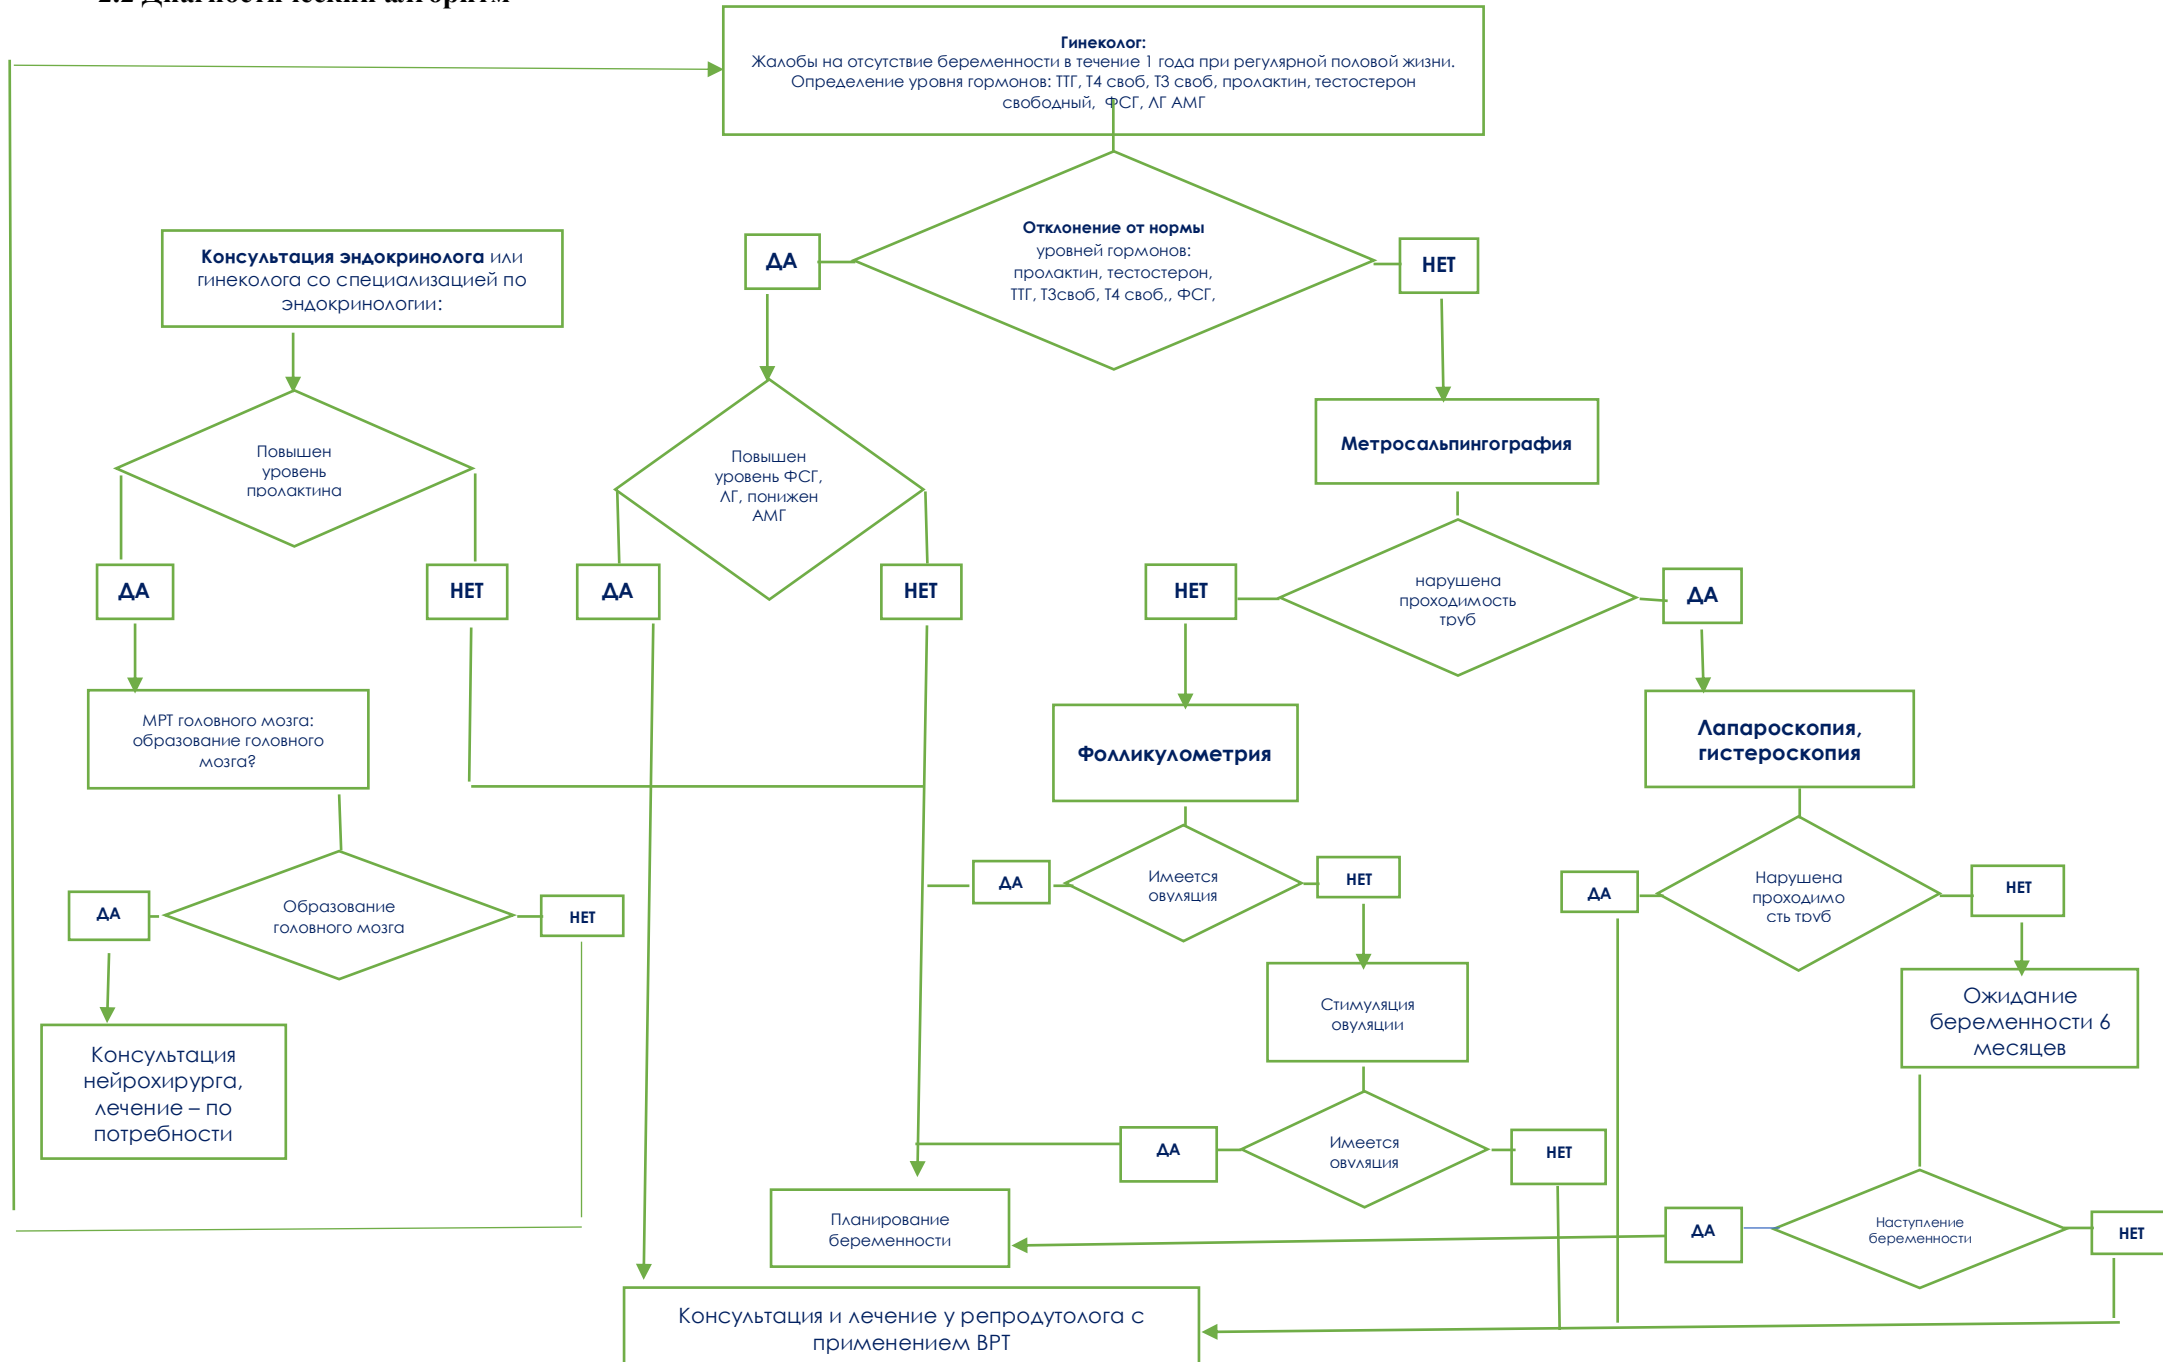 2.2 Диагностический алгоритм
Гинеколог:
Жалобы на отсутствие беременности в течение 1 года при регулярной половой жизни.
Определение уровня гормонов: ТТГ, Т4 своб, Т3 своб, пролактин, тестостерон
свободный, ФСГ, ЛГ АМГ
Отклонение от нормы
уровней гормонов:
пролактин, тестостерон,
ТТГ, Т3своб, Т4 своб,, ФСГ,
ДА
НЕТ
Консультация эндокринолога или
гинеколога со специализацией по
эндокринологии:
Повышен
уровень
пролактина
ДА
НЕТ
Повышен
уровень ФСГ,
ЛГ, понижен
АМГ
ДА
НЕТ
Метросальпингография
нарушена
проходимость
труб
НЕТ
ДА
МРТ головного мозга:
образование головного
мозга?
Фолликулометрия
Лапароскопия,
гистероскопия
Образование
головного мозга
ДА
НЕТ
Имеется
овуляция
ДА
НЕТ
Нарушена
проходимо
сть труб
ДА
НЕТ
Консультация
нейрохирурга,
лечение – по
потребности
Стимуляция
овуляции
Ожидание
беременности 6
месяцев
Имеется
овуляция
ДА
НЕТ
Планирование
беременности
Наступление
беременности
ДА
НЕТ
Консультация и лечение у репродутолога с
применением ВРТ